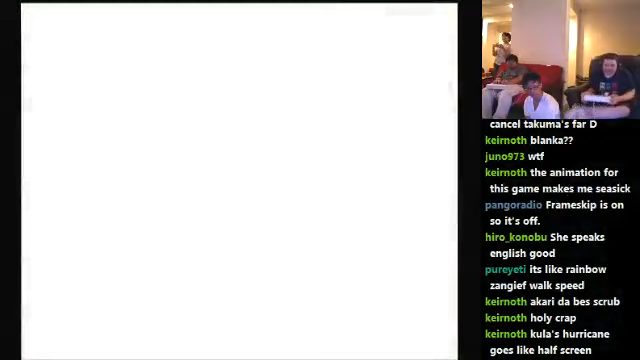 cancel takuma's far D
keirnoth blanka??
juno973 wtf
keirnoth the animation for
this game makes me seasick
pangoradio Frameskip is on
so it's off.
hiro_konobu She speaks
english good
pureyeti its like rainbow
zangief walk speed
keirnoth akari da bes scrub
keirnoth holy crap
keirnoth kula's hurricane
goes like half screen